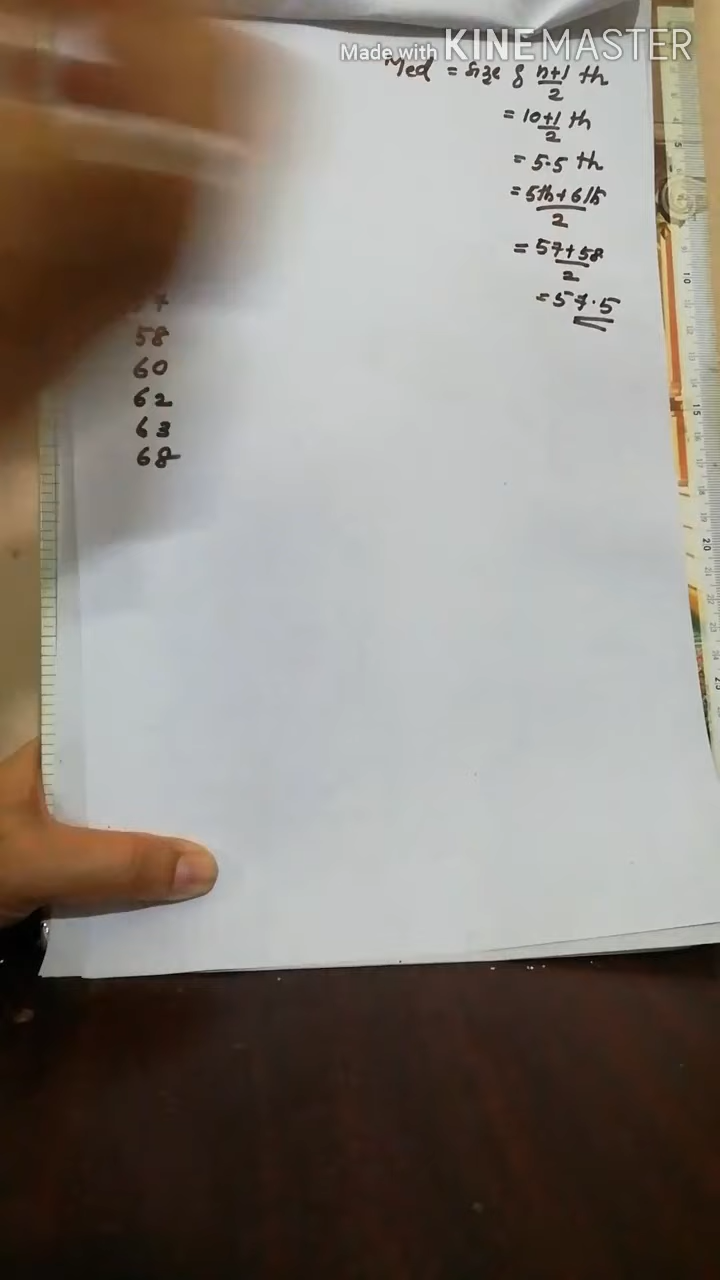 Made with KINEMASTER
Med = size of n+1/2 th
= 10+1/2 th
= 5.5 th
= 5th+6th/2
= 57+58/2
= 57.5
7
58
60
62
63
68